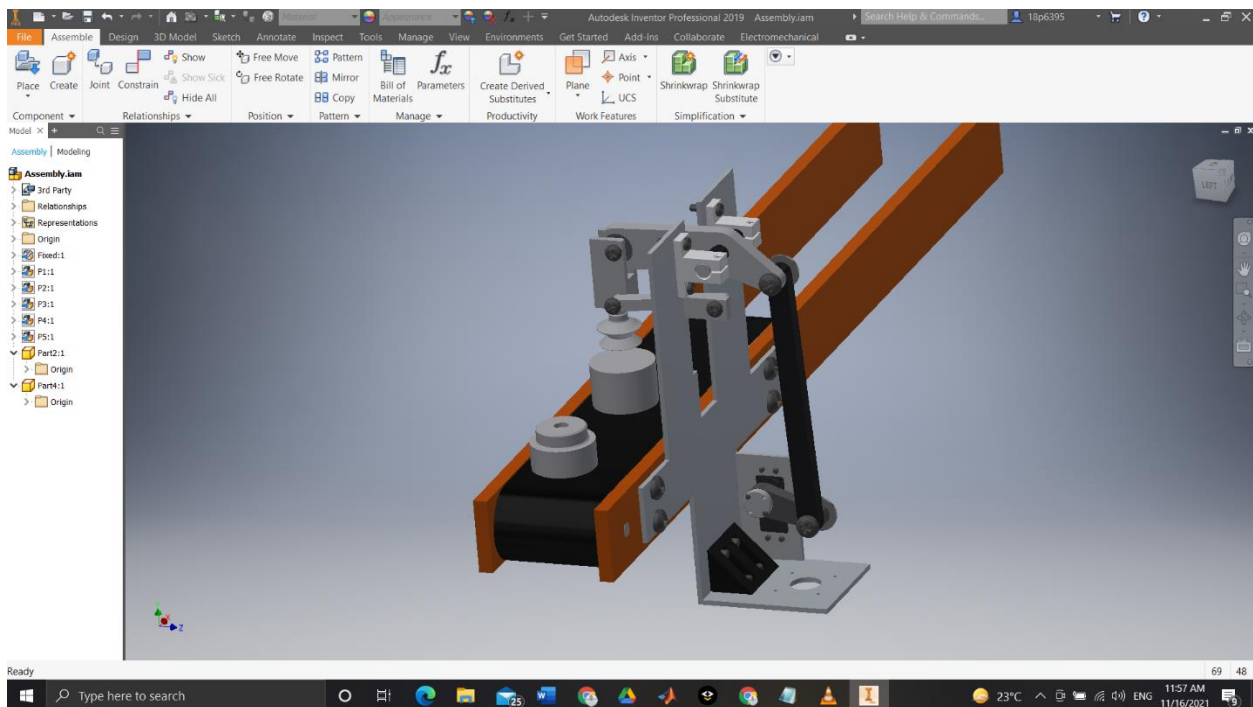 Material Appearance Autodesk Inventor Professional 2019 Assembly.iam Search Help & Commands... 18p6395
File Assemble Design 3D Model Sketch Annotate Inspect Tools Manage View Environments Get Started Add-Ins Collaborate Electromechanical
Place Create Joint Constrain Show Show Sick Hide All Free Move Free Rotate Pattern Mirror Copy Bill of Materials Parameters Create Derived Substitutes Plane Axis Point UCS Shrinkwrap Shrinkwrap Substitute
Component Relationships Position Pattern Manage Productivity Work Features Simplification
Model
Assembly Modeling
Assembly.iam
3rd Party
Relationships
Representations
Origin
Fixed:1
P1:1
P2:1
P3:1
P4:1
P5:1
Part2:1
Origin
Part4:1
Origin
LEFT
Z
Ready 69 48
Type here to search 25 23°C ENG 11:57 AM
11/16/2021 9